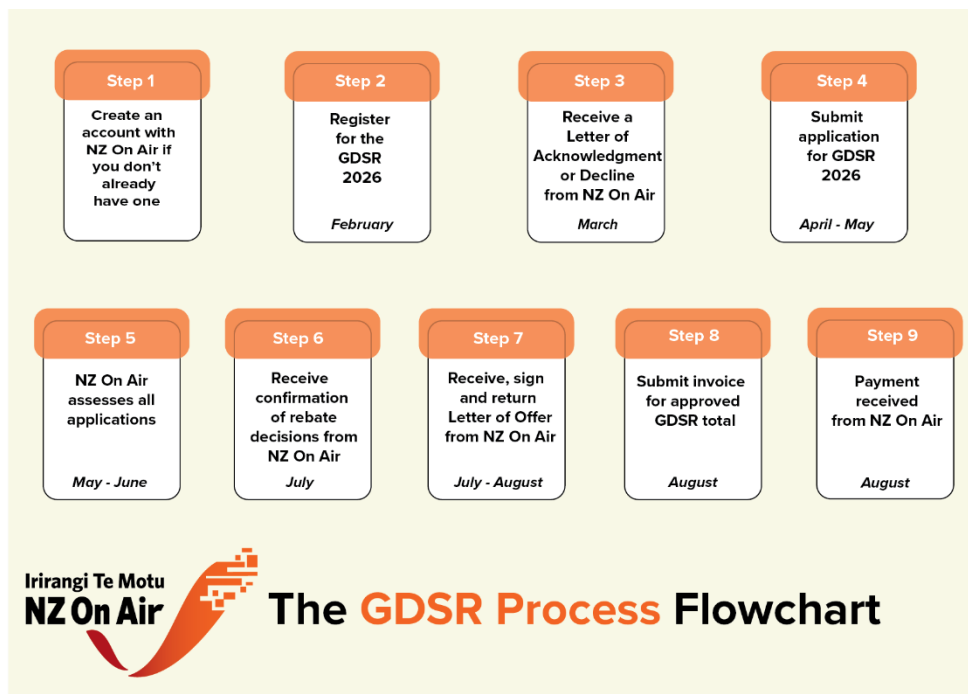 Step 1
Create an
account with
NZ On Air if
you don't
already
have one
Step 2
Register
for the
GDSR
2026
February
Step 3
Receive a
Letter of
Acknowledgment
or Decline
from NZ On Air
March
Step 4
Submit
application
for GDSR
2026
April - May
Step 5
NZ On Air
assesses all
applications
May - June
Step 6
Receive
confirmation
of rebate
decisions from
NZ On Air
July
Step 7
Receive, sign
and return
Letter of Offer
from NZ On Air
July - August
Step 8
Submit invoice
for approved
GDSR total
August
Step 9
Payment
received
from NZ On Air
August
Irirangi Te Motu
NZ On Air
The GDSR Process Flowchart